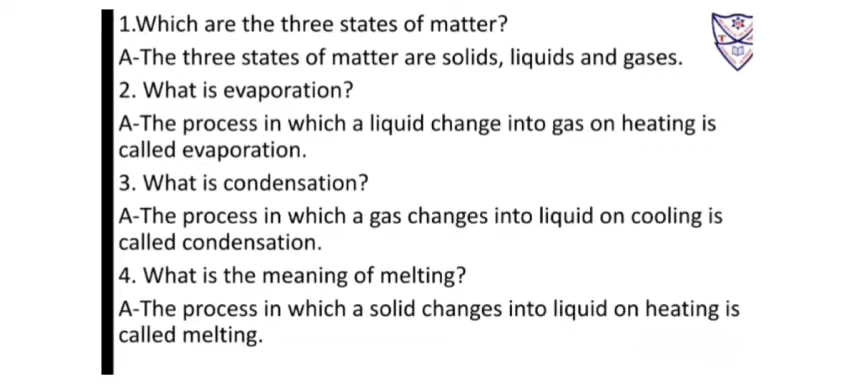 1.Which are the three states of matter?
A-The three states of matter are solids, liquids and gases.
2. What is evaporation?
A-The process in which a liquid change into gas on heating is
called evaporation.
3. What is condensation?
A-The process in which a gas changes into liquid on cooling is
called condensation.
4. What is the meaning of melting?
A-The process in which a solid changes into liquid on heating is
called melting.